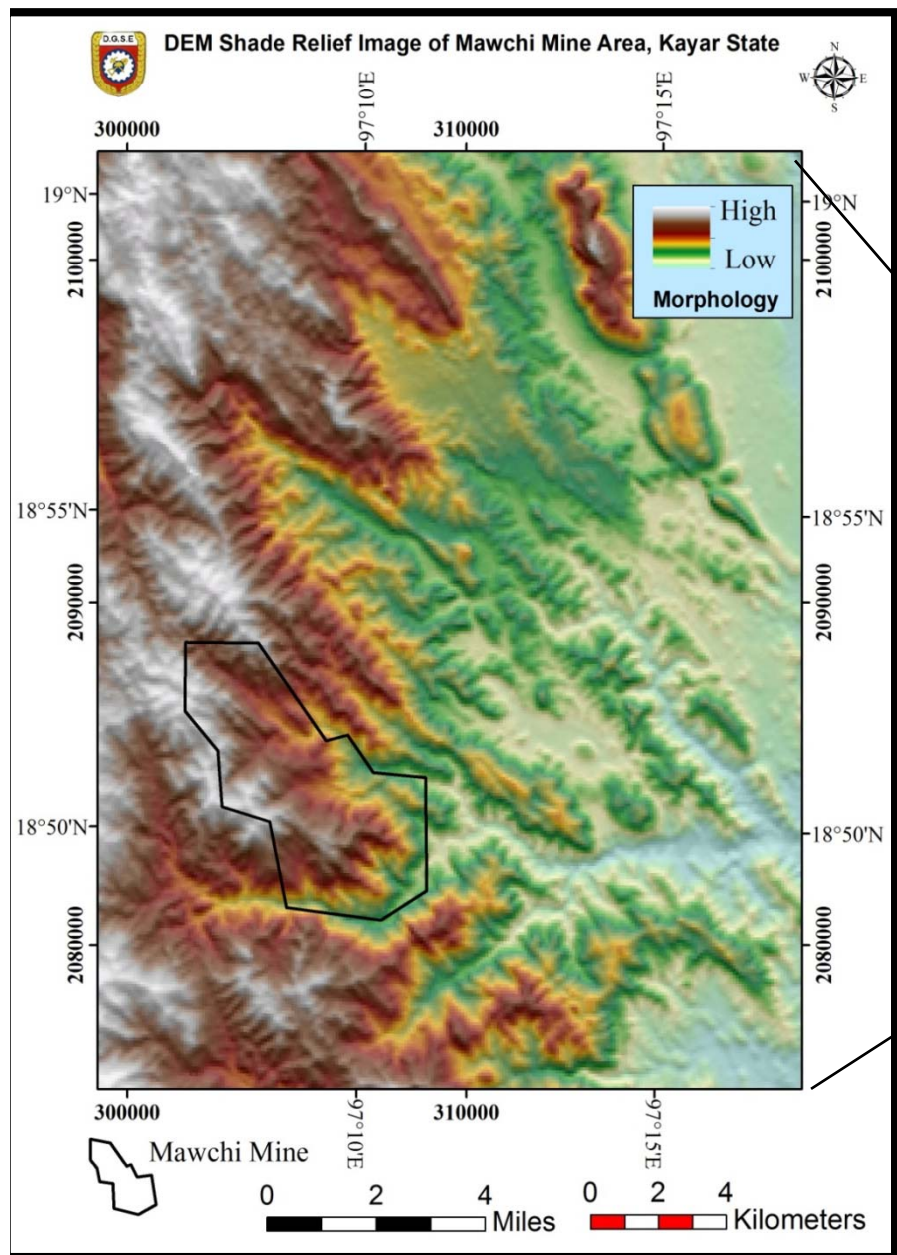 D.G.S.E
DEM Shade Relief Image of Mawchi Mine Area, Kayar State
N
W
E
S
97°10'E
97°15'E
300000
310000
19°N
19°N
High
Low
Morphology
2100000
2100000
18°55'N
18°55'N
2090000
2090000
18°50'N
18°50'N
2080000
2080000
300000
97°10'E
310000
97°15'E
Mawchi Mine
0 2 4
Miles
0 2 4
Kilometers